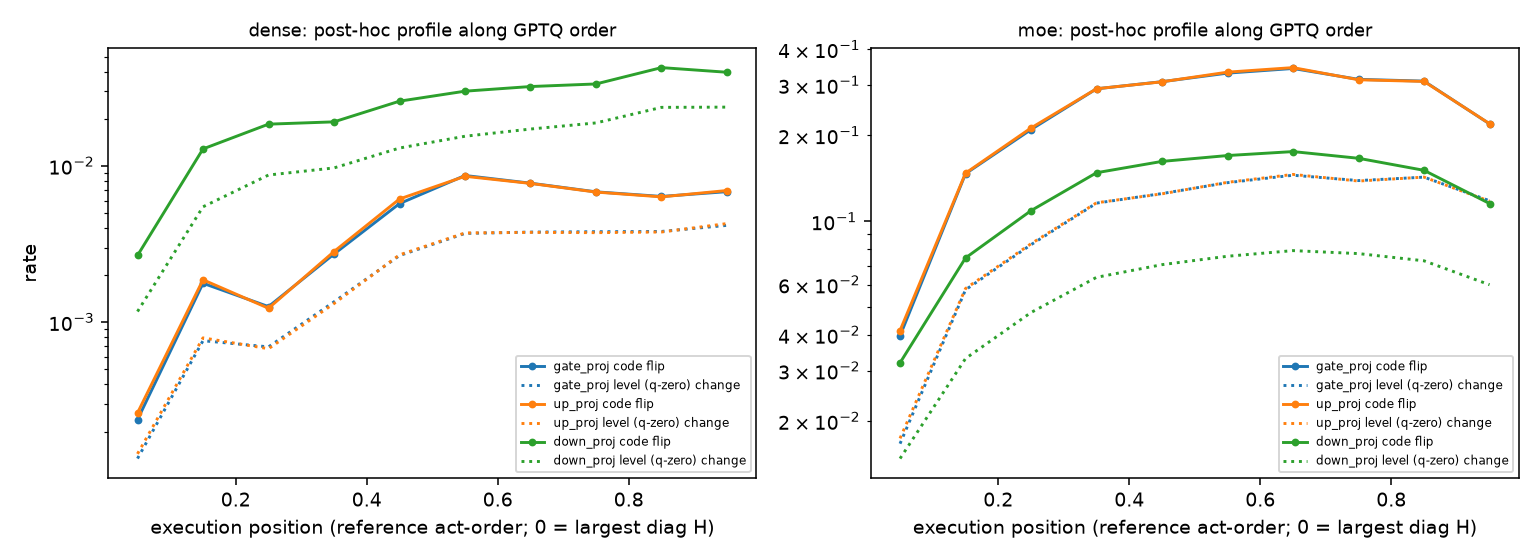 dense: post-hoc profile along GPTQ order
rate
10⁻²
10⁻³
0.2 0.4 0.6 0.8
execution position (reference act-order; 0 = largest diag H)
gate_proj code flip
gate_proj level (q-zero) change
up_proj code flip
up_proj level (q-zero) change
down_proj code flip
down_proj level (q-zero) change
moe: post-hoc profile along GPTQ order
4 × 10⁻¹
3 × 10⁻¹
2 × 10⁻¹
10⁻¹
6 × 10⁻²
4 × 10⁻²
3 × 10⁻²
2 × 10⁻²
0.2 0.4 0.6 0.8
execution position (reference act-order; 0 = largest diag H)
gate_proj code flip
gate_proj level (q-zero) change
up_proj code flip
up_proj level (q-zero) change
down_proj code flip
down_proj level (q-zero) change